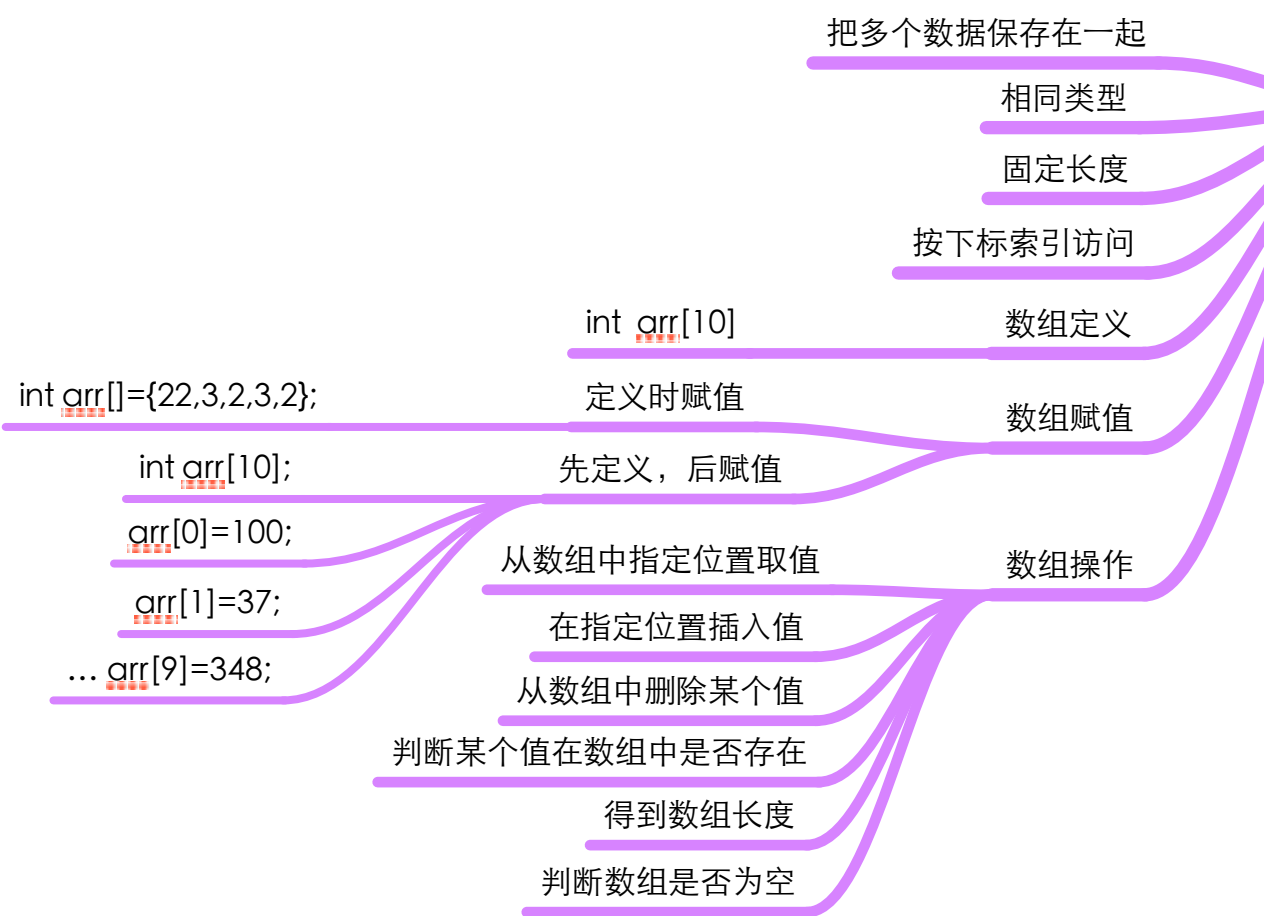 把多个数据保存在一起
相同类型
固定长度
按下标索引访问
int arr[10] 数组定义
int arr[]={22,3,2,3,2}; 定义时赋值 数组赋值
int arr[10]; 先定义，后赋值
arr[0]=100;
arr[1]=37;
... arr[9]=348;
从数组中指定位置取值 数组操作
在指定位置插入值
从数组中删除某个值
判断某个值在数组中是否存在
得到数组长度
判断数组是否为空